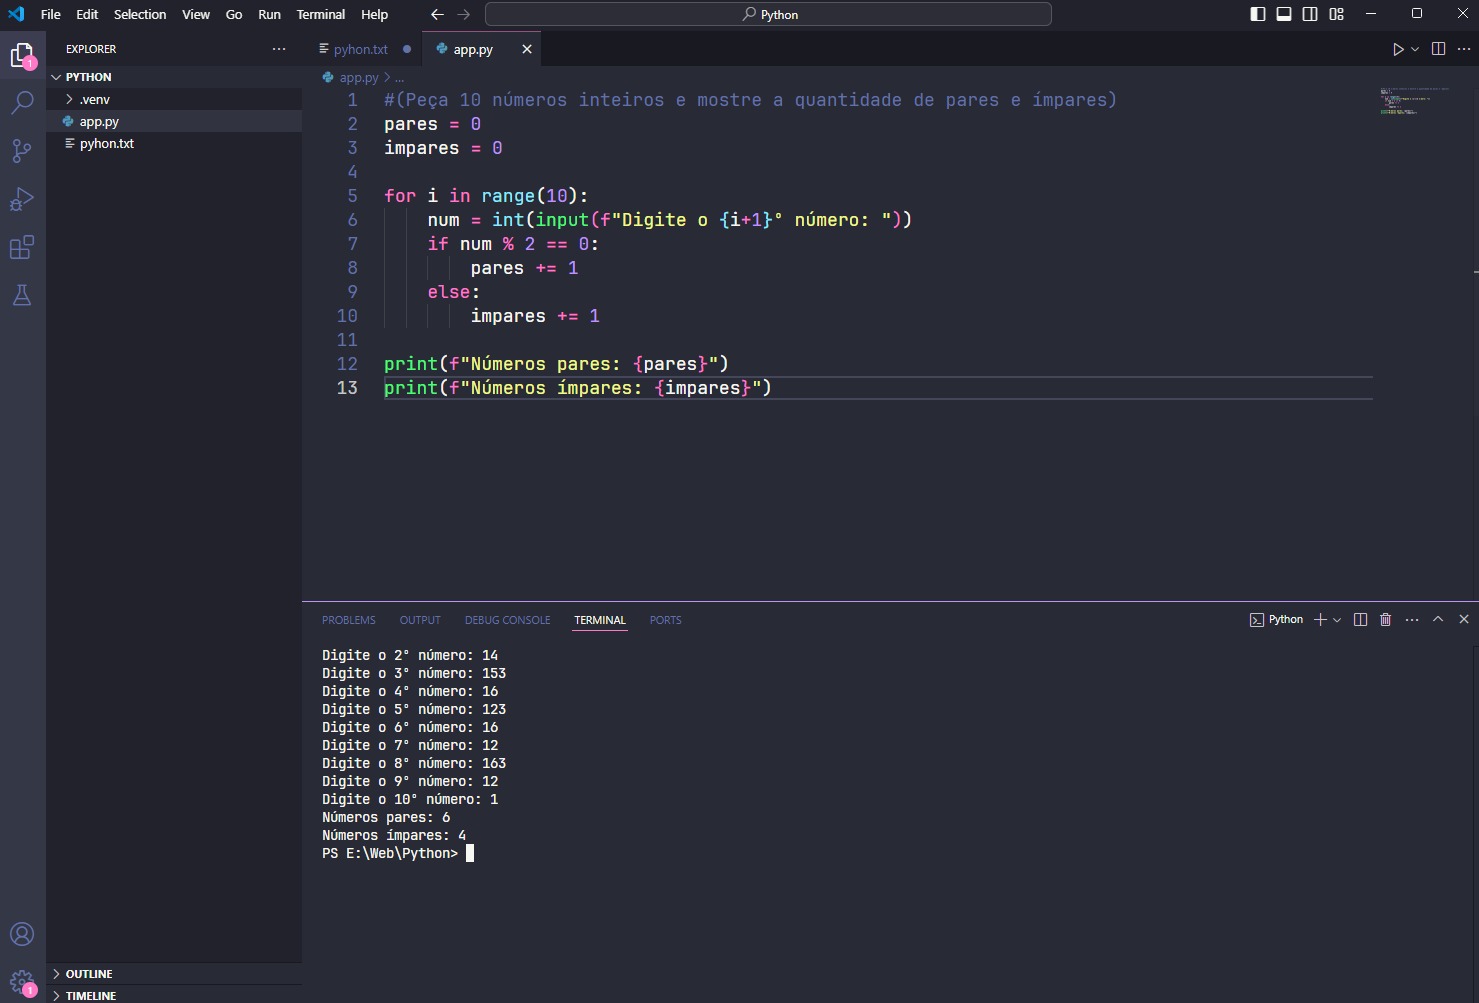 File Edit Selection View Go Run Terminal Help Python
EXPLORER
PYTHON
.venv
app.py
pyhon.txt
OUTLINE
TIMELINE
1
1
pyhon.txt app.py
app.py > ...
1 #(Peça 10 números inteiros e mostre a quantidade de pares e ímpares)
2 pares = 0
3 impares = 0
4
5 for i in range(10):
6     num = int(input(f"Digite o {i+1}° número: "))
7     if num % 2 == 0:
8         pares += 1
9     else:
10         impares += 1
11
12 print(f"Números pares: {pares}")
13 print(f"Números ímpares: {impares}")
PROBLEMS OUTPUT DEBUG CONSOLE TERMINAL PORTS Python
Digite o 2° número: 14
Digite o 3° número: 153
Digite o 4° número: 16
Digite o 5° número: 123
Digite o 6° número: 16
Digite o 7° número: 12
Digite o 8° número: 163
Digite o 9° número: 12
Digite o 10° número: 1
Números pares: 6
Números ímpares: 4
PS E:\Web\Python>